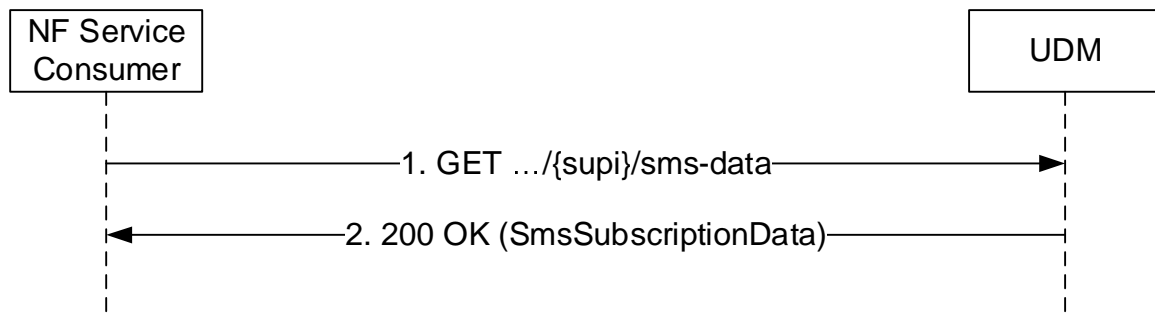 NF Service
Consumer
UDM
1. GET …/{supi}/sms-data
2. 200 OK (SmsSubscriptionData)